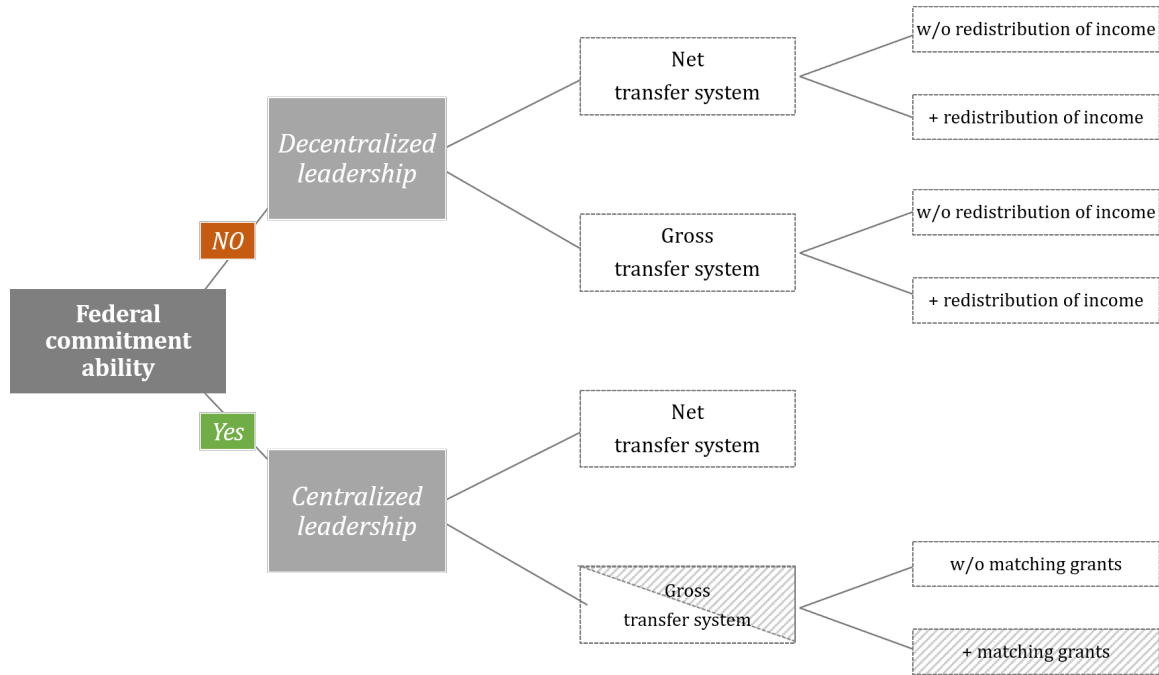 Federal
commitment
ability
NO
Decentralized
leadership
Net
transfer system
w/o redistribution of income
+ redistribution of income
Gross
transfer system
w/o redistribution of income
+ redistribution of income
Yes
Centralized
leadership
Net
transfer system
Gross
transfer system
w/o matching grants
+ matching grants